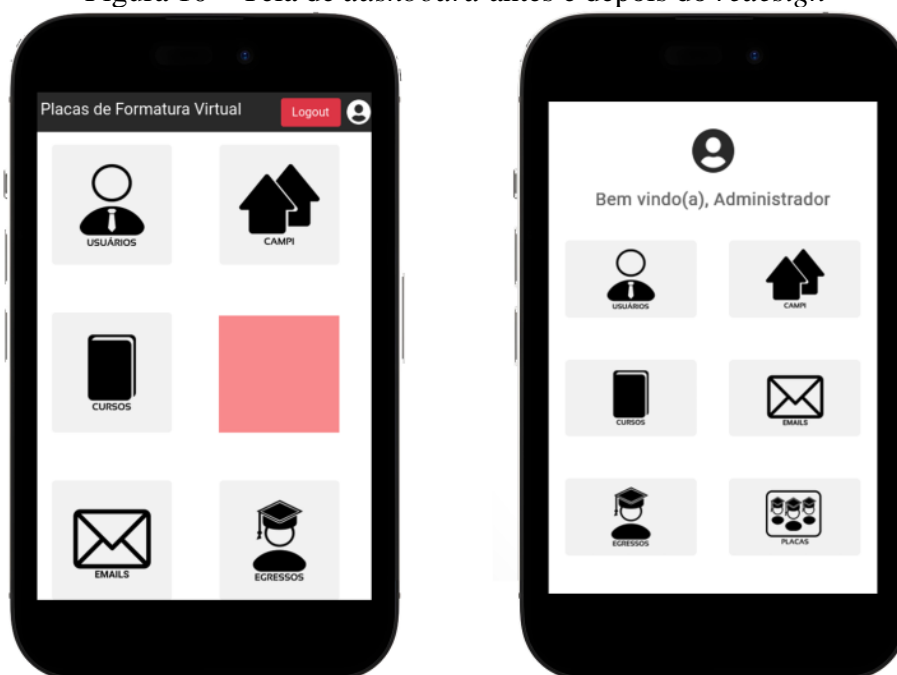 Figura 10 – Tela de dashboard antes e depois do redesign
Placas de Formatura Virtual
Logout
USUÁRIOS
CAMPI
CURSOS
EMAILS
EGRESSOS
Bem vindo(a), Administrador
USUÁRIOS
CAMPI
CURSOS
EMAILS
EGRESSOS
PLACAS